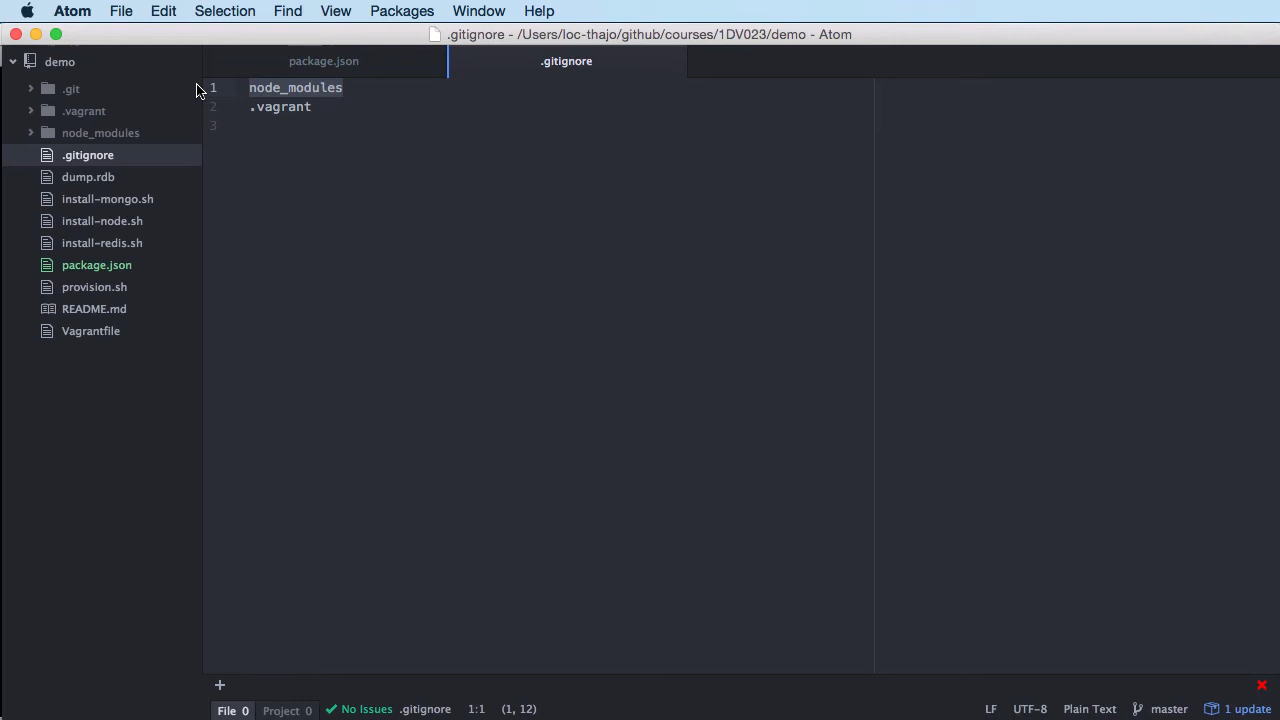 Atom File Edit Selection Find View Packages Window Help
.gitignore - /Users/loc-thajo/github/courses/1DV023/demo - Atom
demo
package.json
.gitignore
.git
.vagrant
node_modules
.gitignore
dump.rdb
install-mongo.sh
install-node.sh
install-redis.sh
package.json
provision.sh
README.md
Vagrantfile
1 node_modules
2 .vagrant
3
+
File 0 Project 0 No Issues .gitignore 1:1 (1, 12) LF UTF-8 Plain Text master 1 update